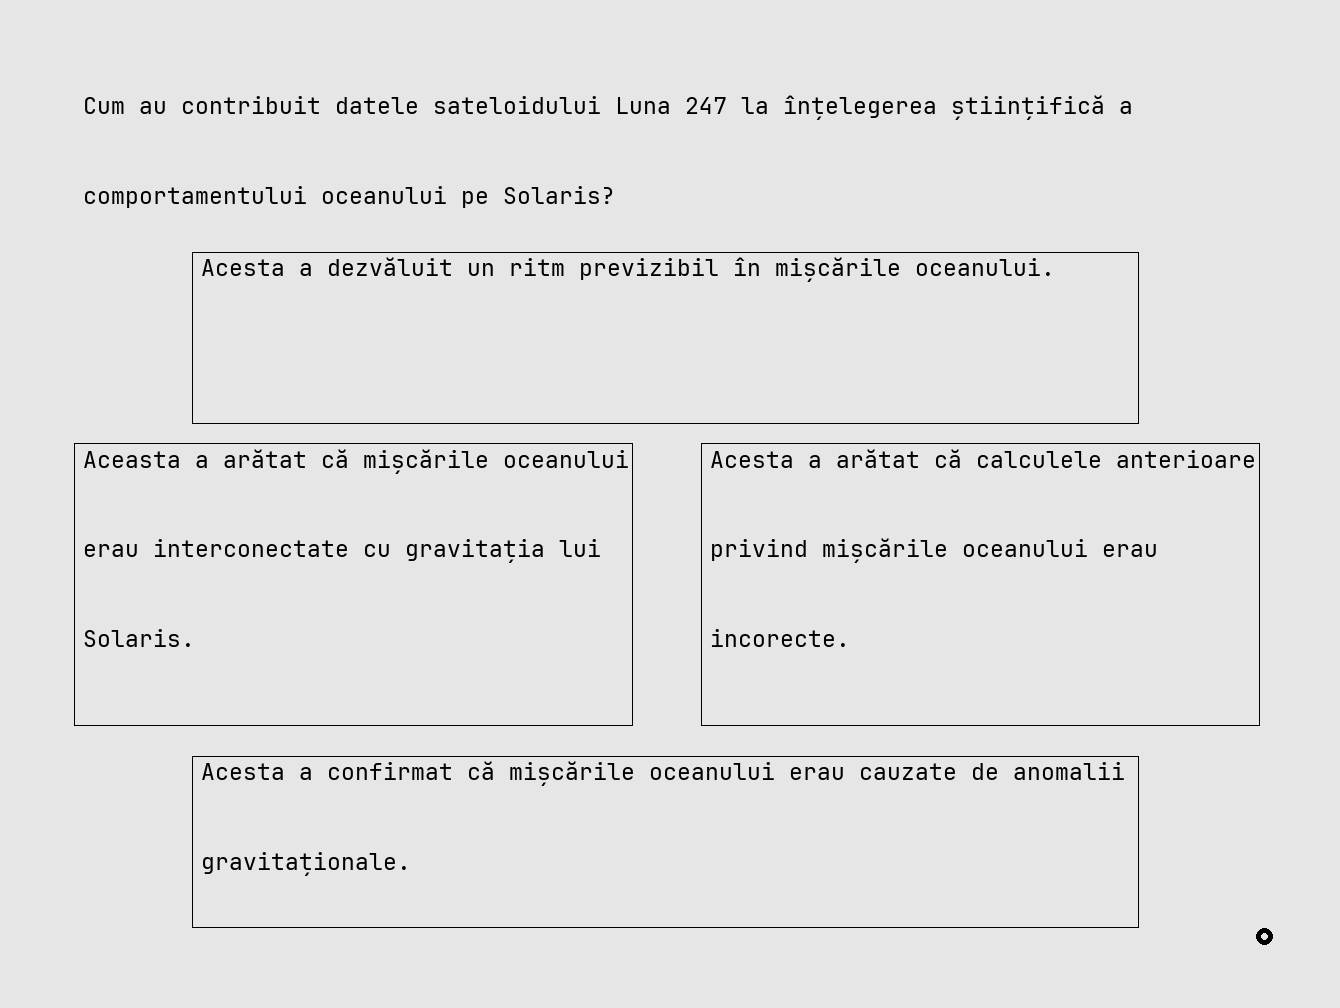 Cum au contribuit datele sateloidului Luna 247 la înțelegerea științifică a
comportamentului oceanului pe Solaris?
Acesta a dezvăluit un ritm previzibil în mișcările oceanului.
Aceasta a arătat că mișcările oceanului
erau interconectate cu gravitația lui
Solaris.
Acesta a arătat că calculele anterioare
privind mișcările oceanului erau
incorecte.
Acesta a confirmat că mișcările oceanului erau cauzate de anomalii
gravitaționale.